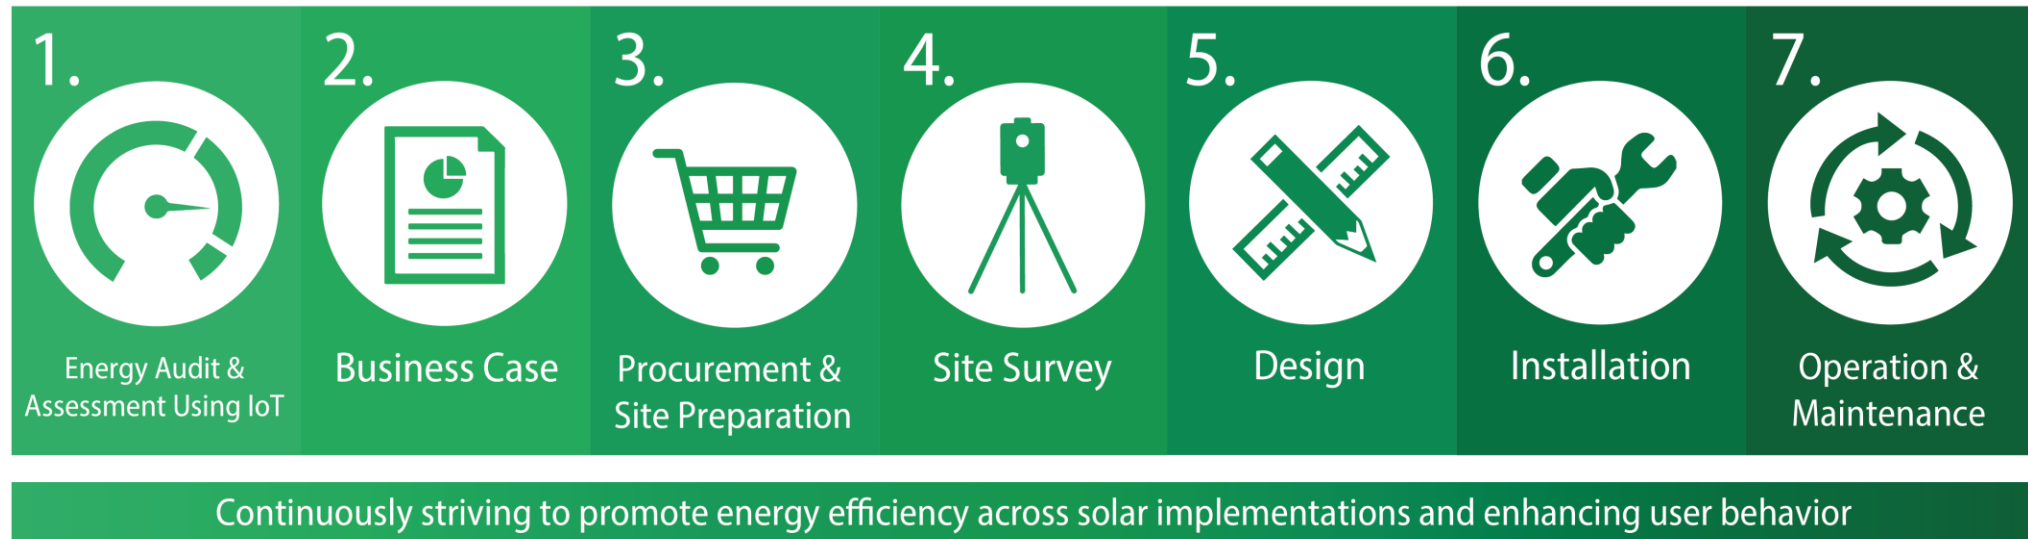 1.
Energy Audit &
Assessment Using IoT
2.
Business Case
3.
Procurement &
Site Preparation
4.
Site Survey
5.
Design
6.
Installation
7.
Operation &
Maintenance
Continuously striving to promote energy efficiency across solar implementations and enhancing user behavior